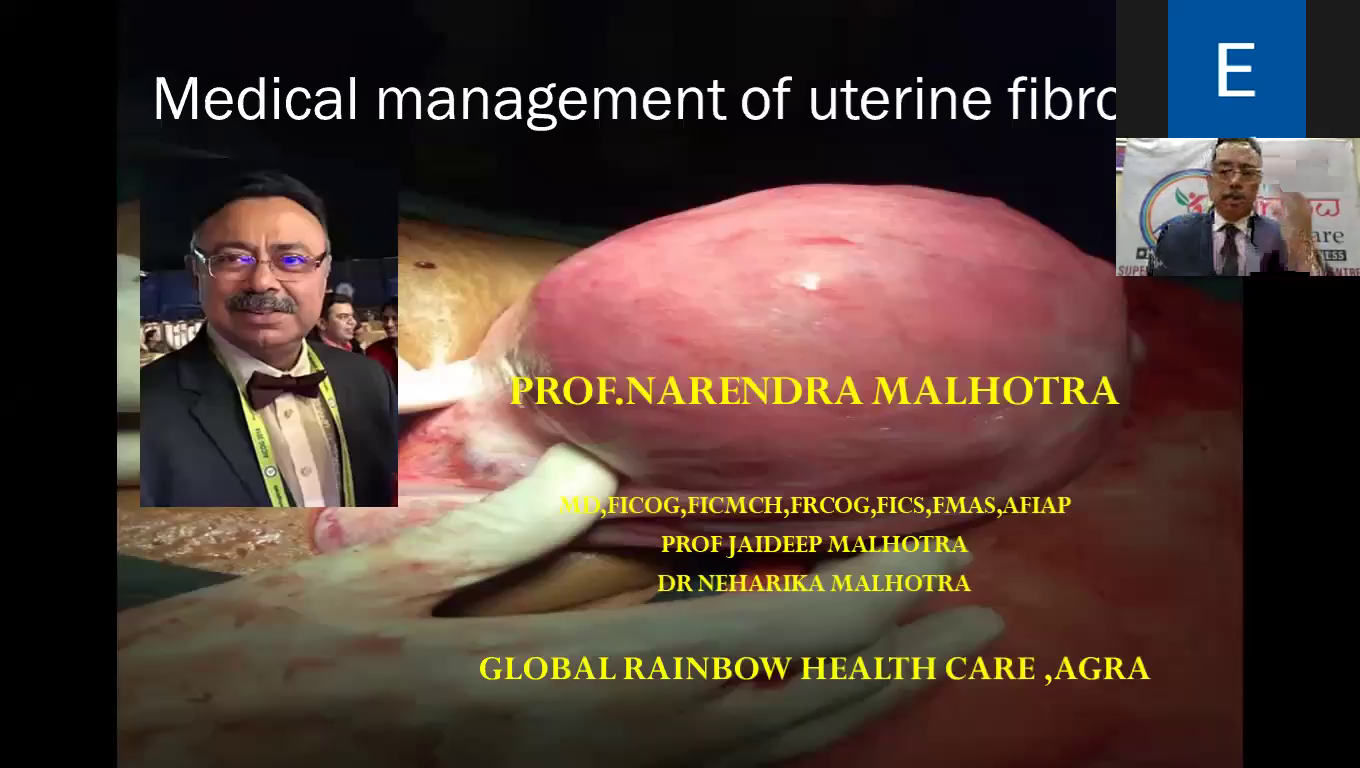 Medical management of uterine fibro
E
are
PROF.NARENDRA MALHOTRA
MD,FICOG,FICMCH,FRCOG,FICS,FMAS,AFIAP
PROF JAIDEEP MALHOTRA
DR NEHARIKA MALHOTRA
GLOBAL RAINBOW HEALTH CARE ,AGRA